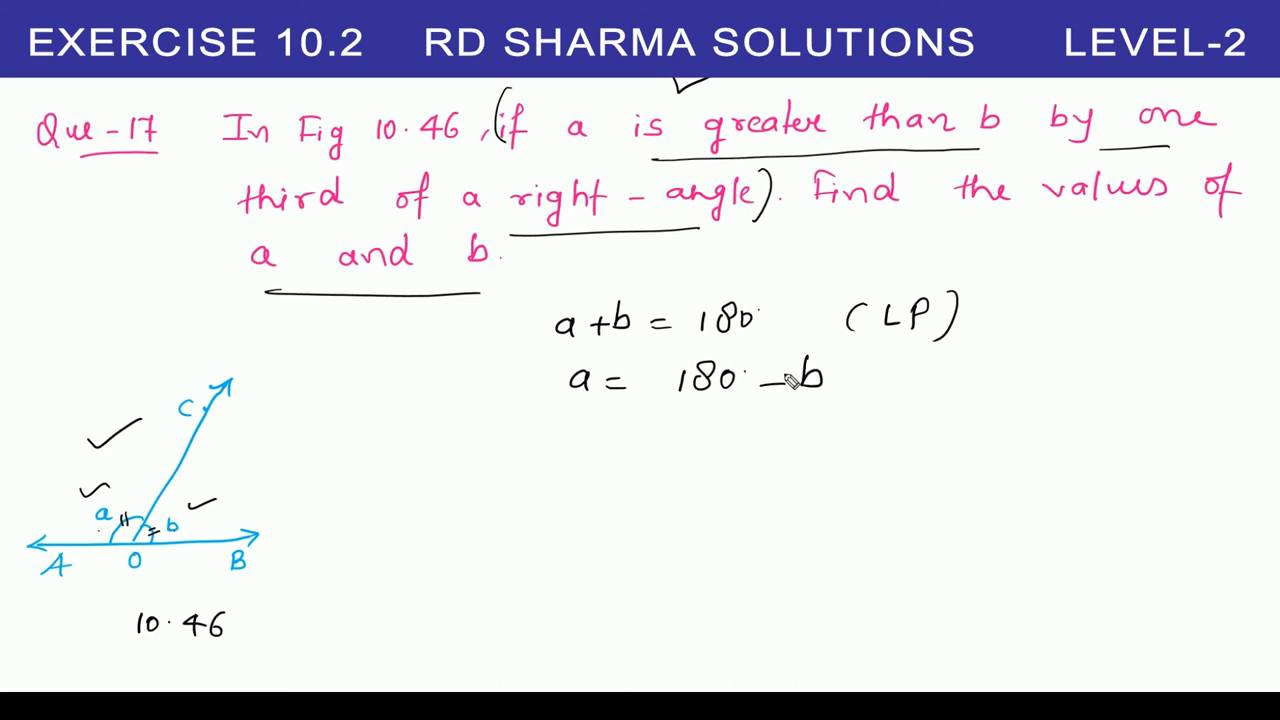 EXERCISE 10.2 RD SHARMA SOLUTIONS LEVEL-2
Que-17 In Fig 10.46, (if a is greater than b by one
third of a right-angle). Find the values of
a and b.
a+b = 180° (LP)
a = 180° - b
C
a b
A O B
10.46